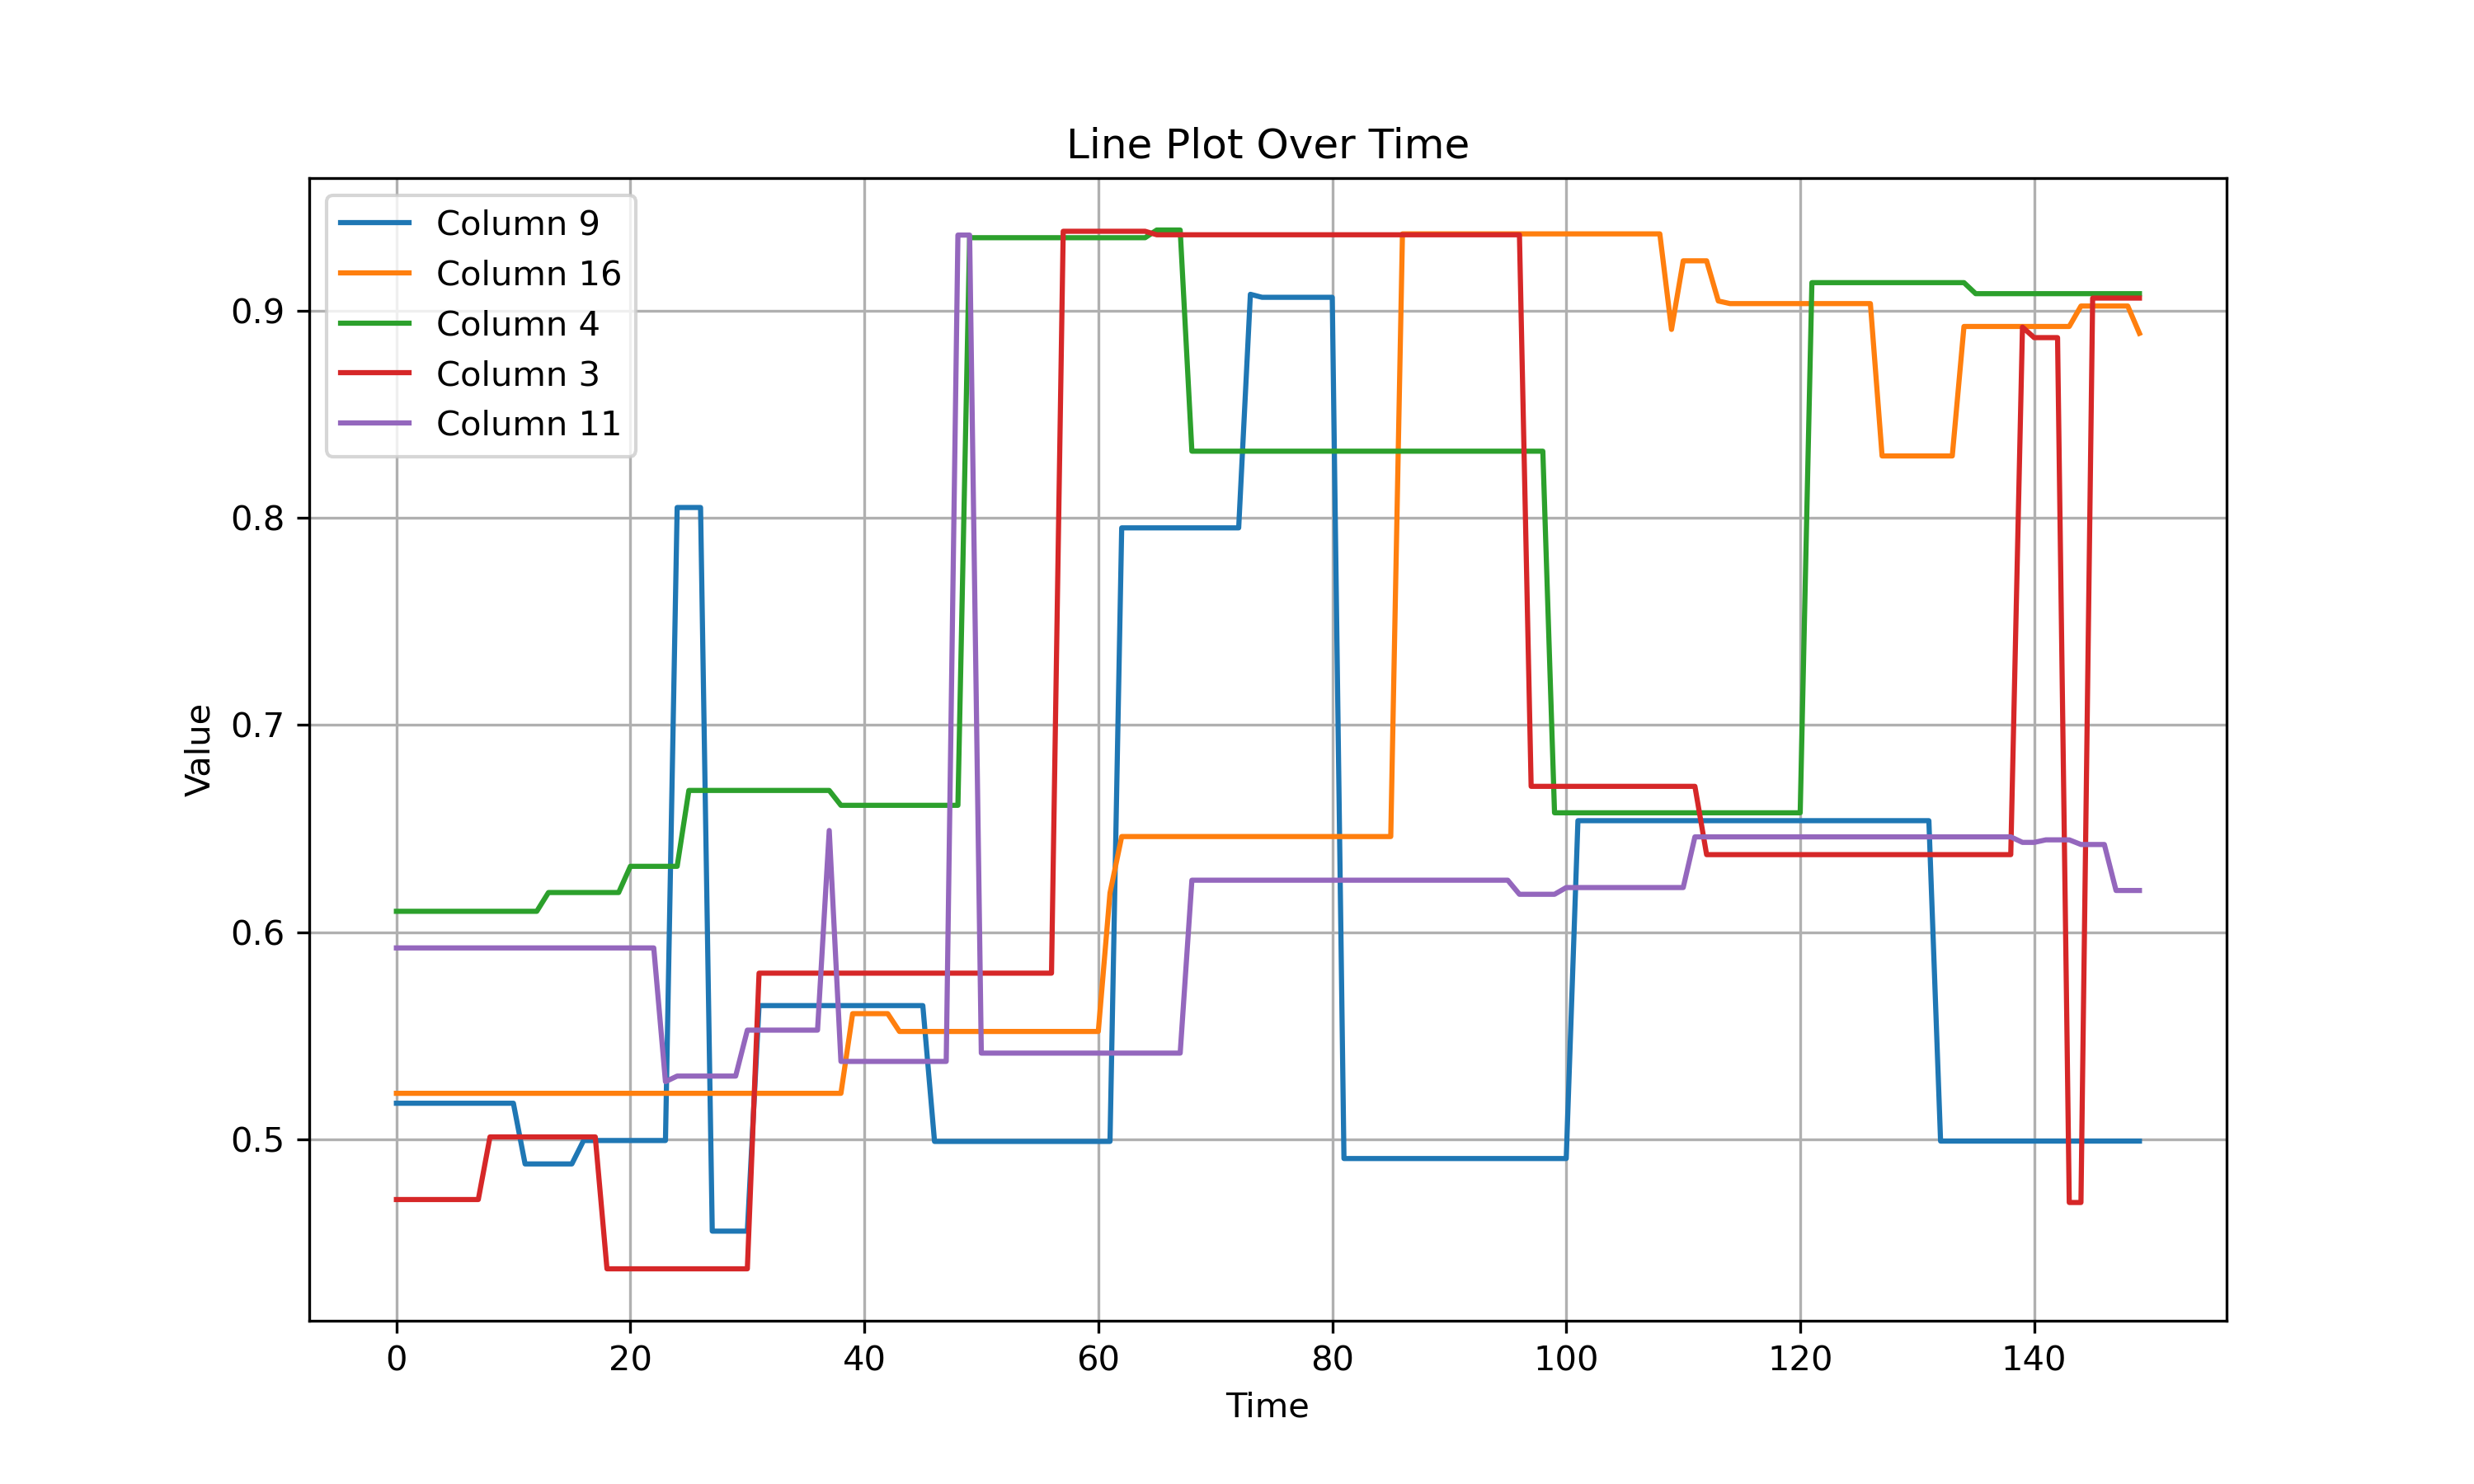 Line Plot Over Time
Column 9
Column 16
Column 4
Column 3
Column 11
Value
0.9
0.8
0.7
0.6
0.5
0 20 40 60 80 100 120 140
Time